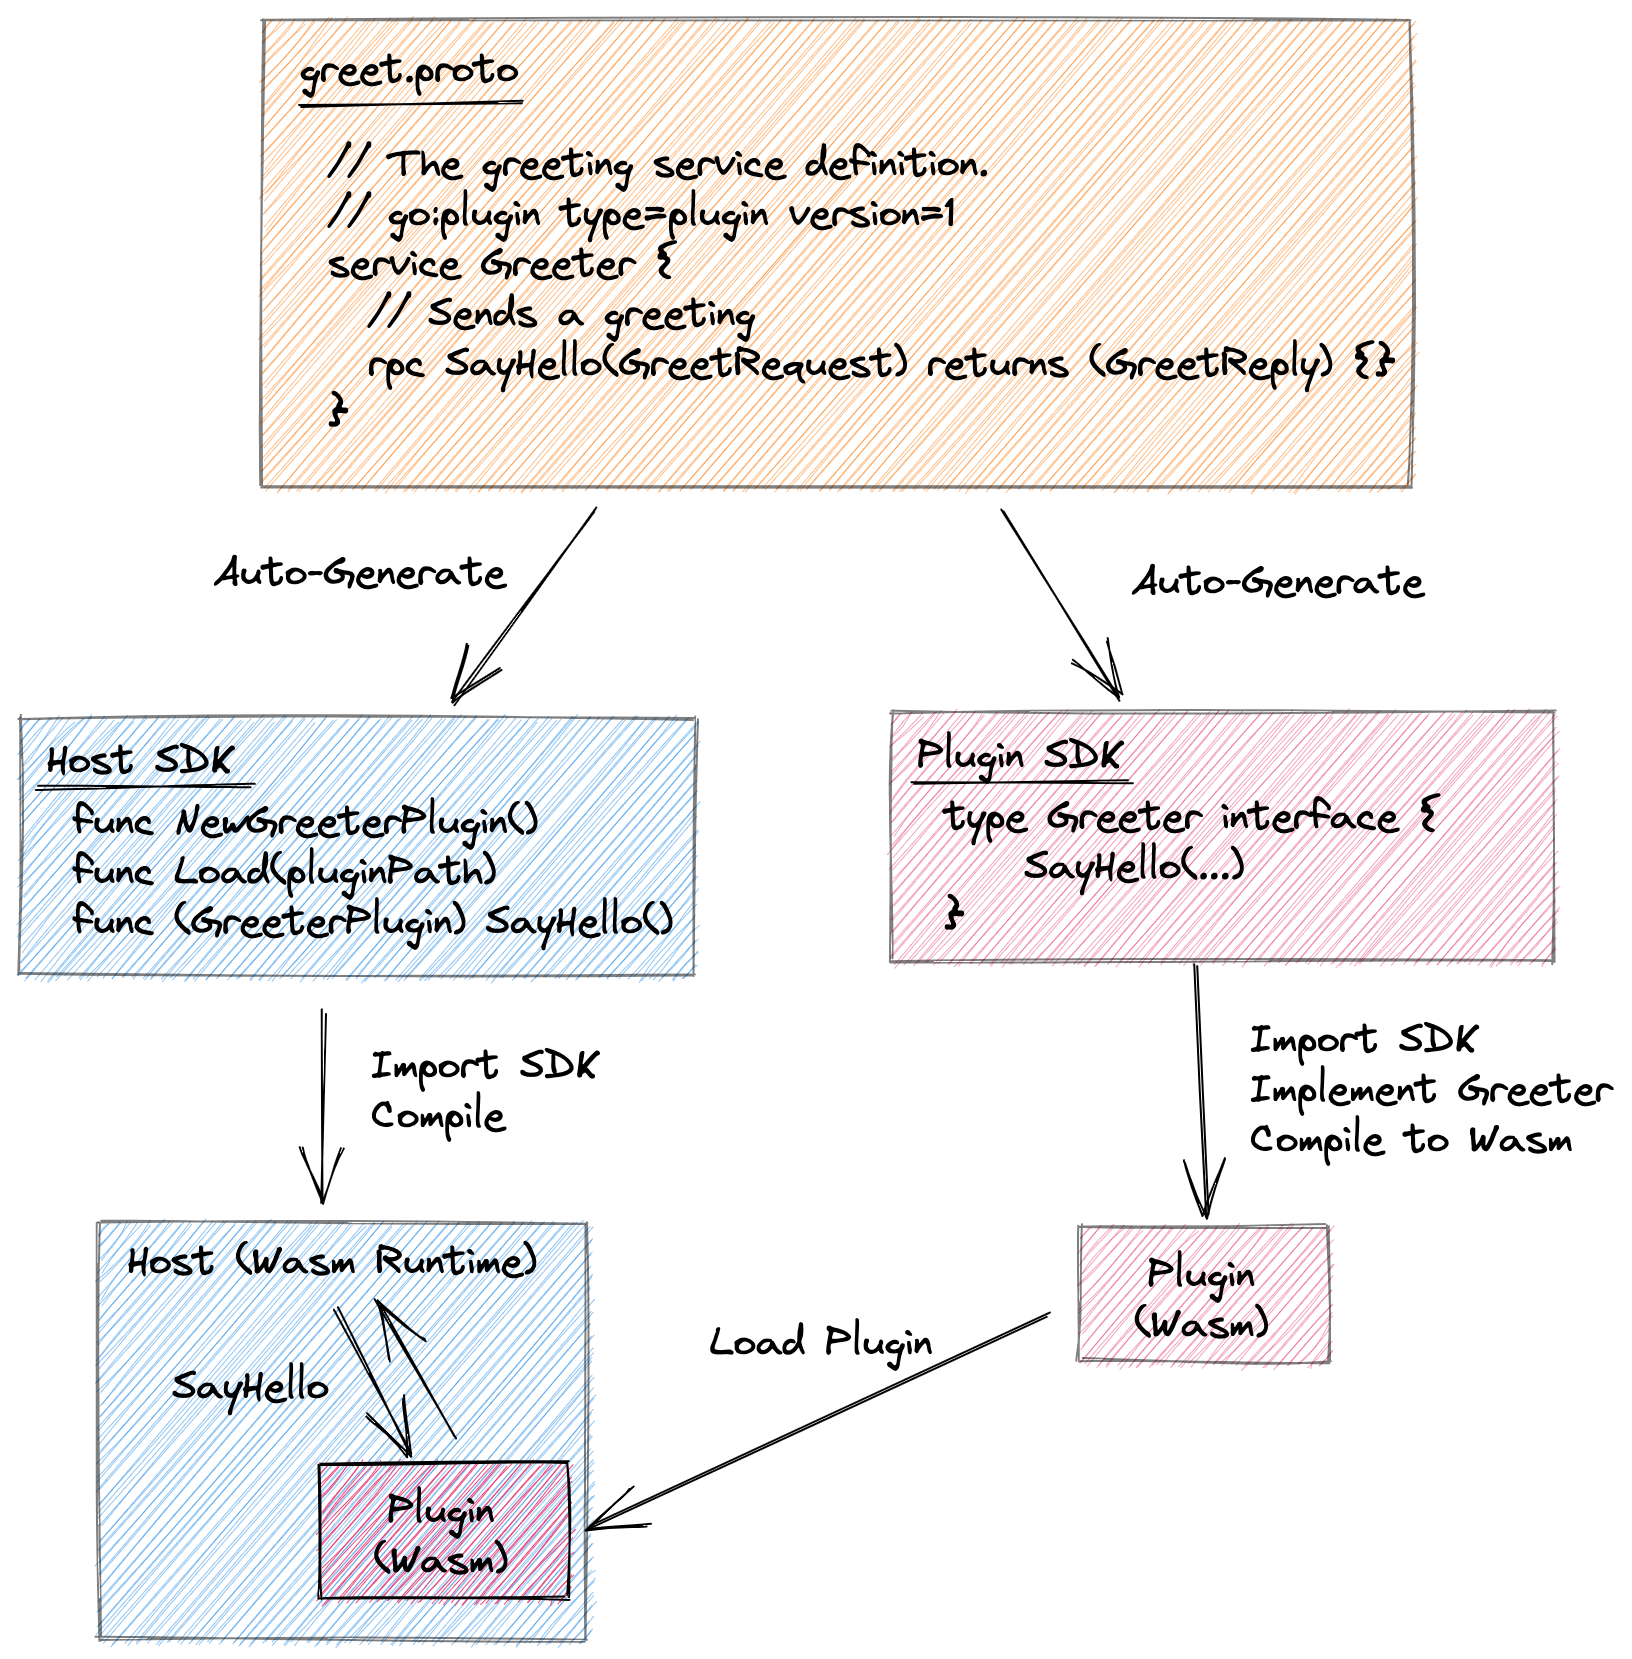 greet.proto
// The greeting service definition.
// go:plugin type=plugin version=1
service Greeter {
// Sends a greeting
rpc SayHello(GreetRequest) returns (GreetReply) {}
}
Auto-Generate
Auto-Generate
Host SDK
func NewGreeterPlugin()
func Load(pluginPath)
func (GreeterPlugin) SayHello()
Plugin SDK
type Greeter interface {
SayHello(...)
}
Import SDK
Compile
Import SDK
Implement Greeter
Compile to Wasm
Host (Wasm Runtime)
SayHello
Plugin
(Wasm)
Load Plugin
Plugin
(Wasm)